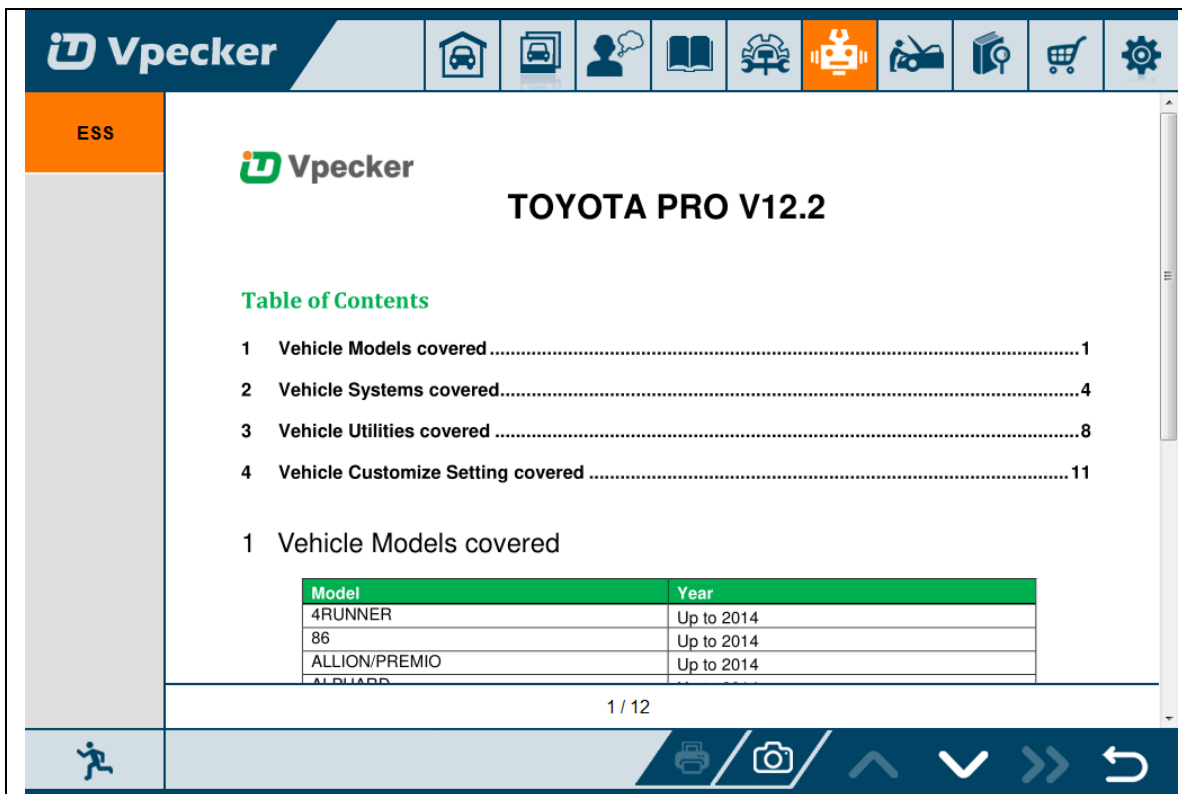 Vpecker
ESS
Vpecker
TOYOTA PRO V12.2
Table of Contents
1 Vehicle Models covered........................................................................................................1
2 Vehicle Systems covered......................................................................................................4
3 Vehicle Utilities covered .......................................................................................................8
4 Vehicle Customize Setting covered .....................................................................................11
1 Vehicle Models covered
Model Year
4RUNNER Up to 2014
86 Up to 2014
ALLION/PREMIO Up to 2014
1 / 12